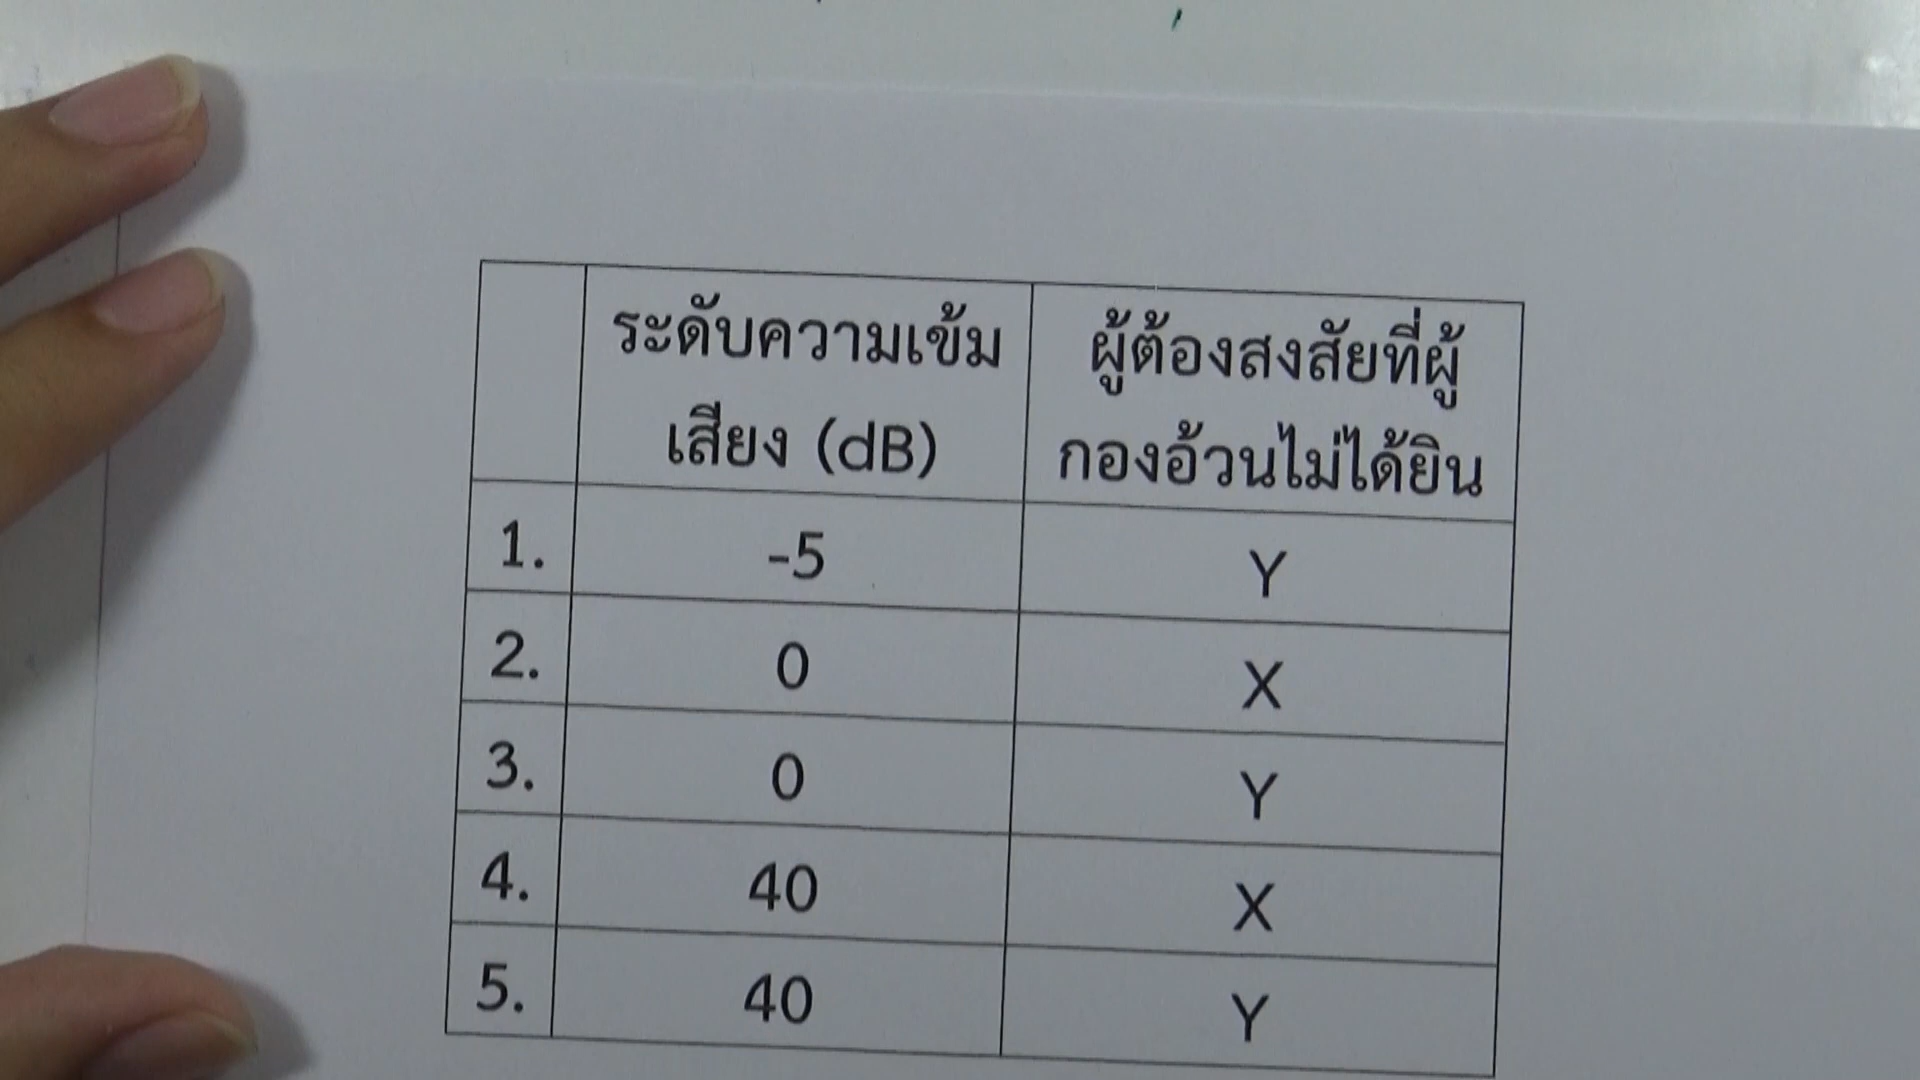 ระดับความเข้ม
เสียง (dB)
ผู้ต้องสงสัยที่ผู้
กองอ้วนไม่ได้ยิน
1. -5 Y
2. 0 X
3. 0 Y
4. 40 X
5. 40 Y